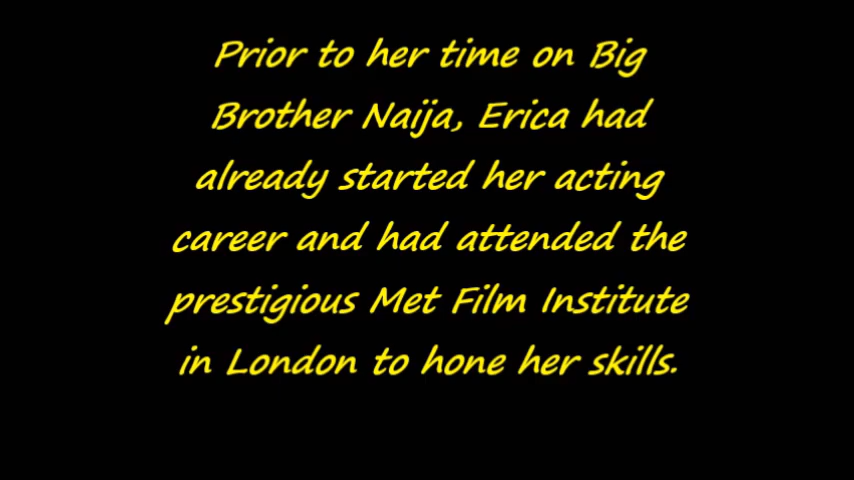 Prior to her time on Big
Brother Naija, Erica had
already started her acting
career and had attended the
prestigious Met Film Institute
in London to hone her skills.